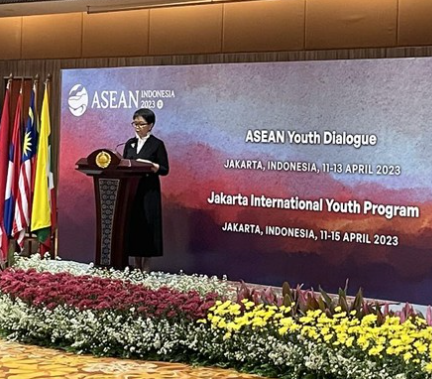 ASEAN INDONESIA
2023
ASEAN Youth Dialogue
JAKARTA, INDONESIA, 11-13 APRIL 2023
Jakarta International Youth Program
JAKARTA, INDONESIA, 11-15 APRIL 2023